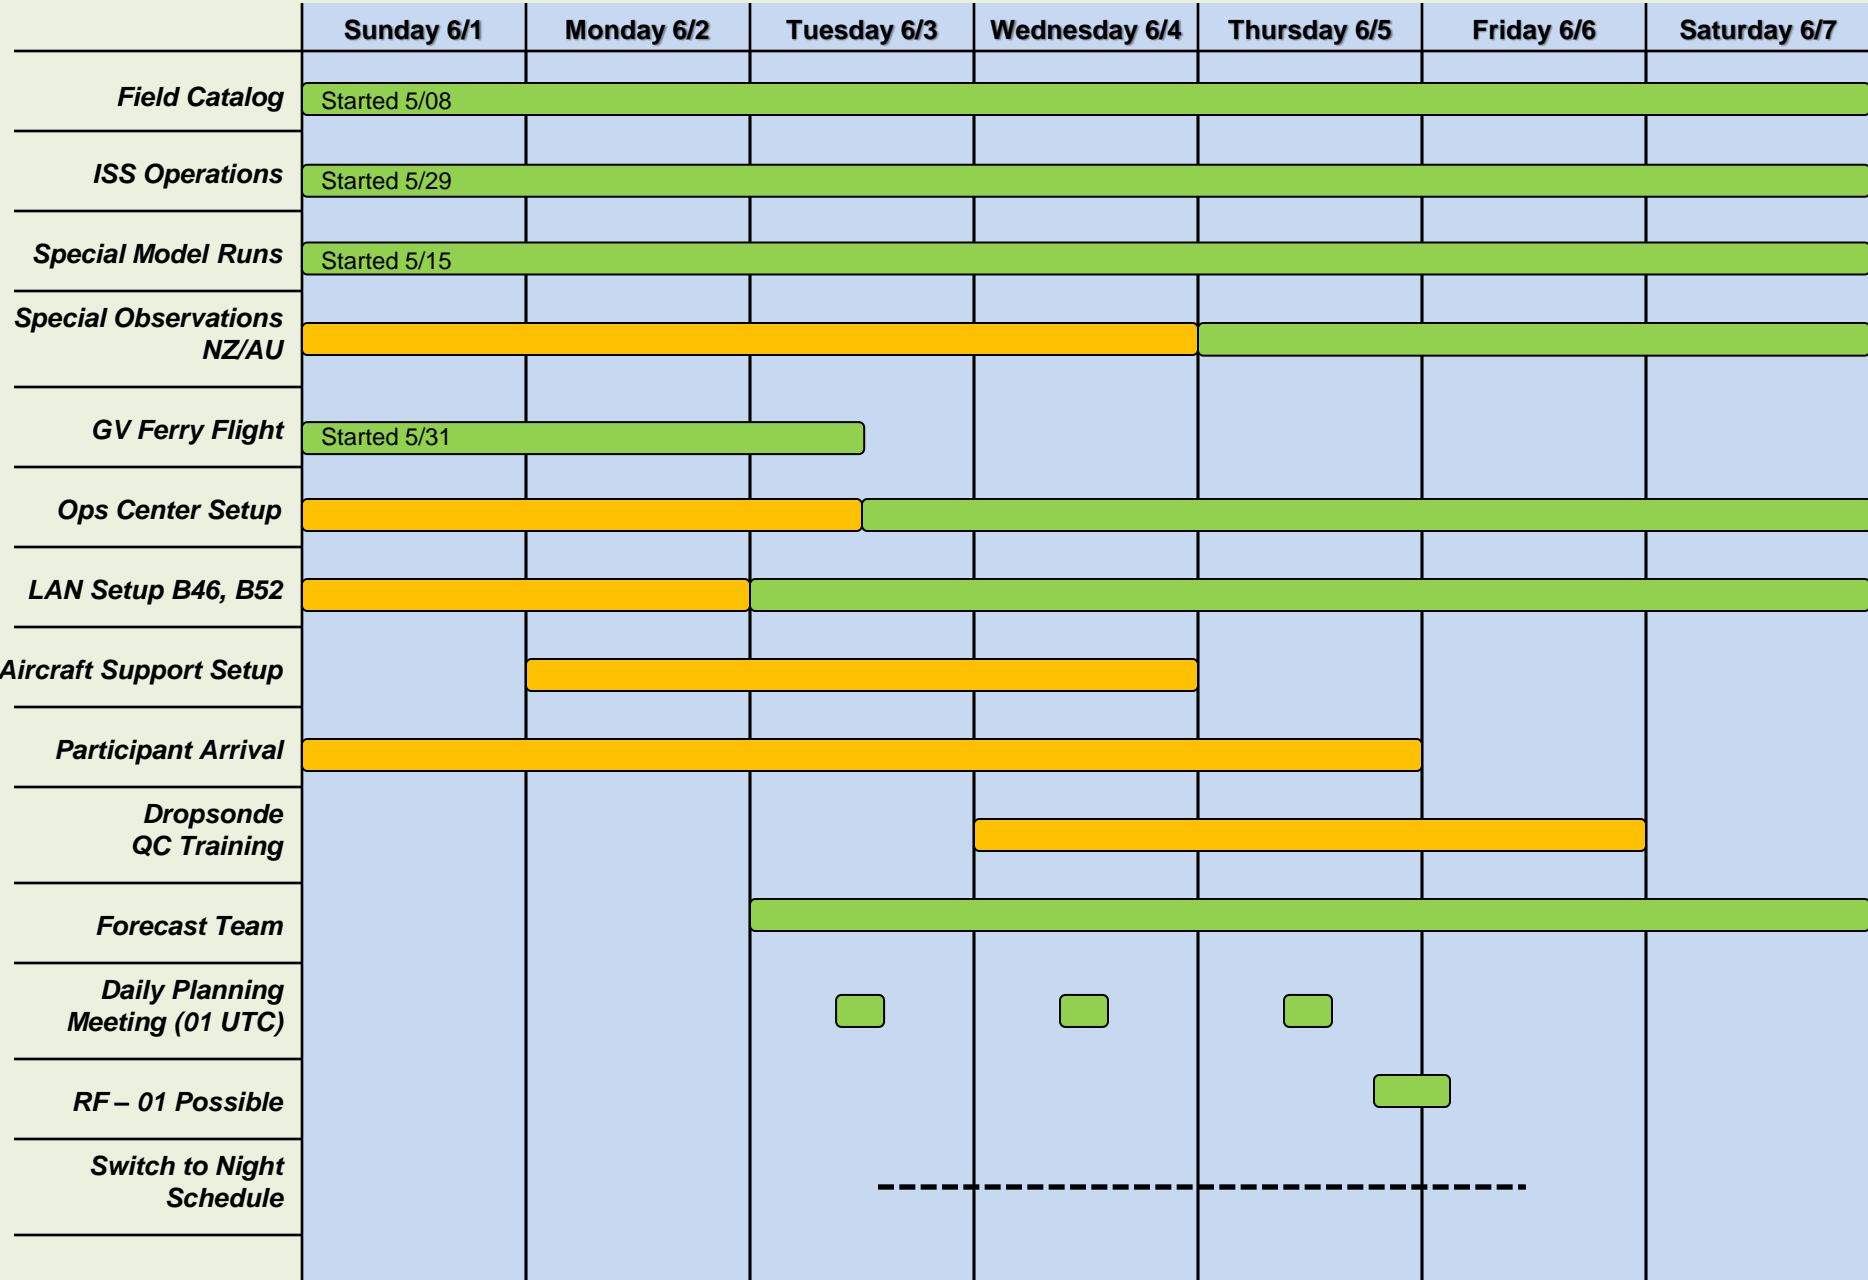 Sunday 6/1
Monday 6/2
Tuesday 6/3
Wednesday 6/4
Thursday 6/5
Friday 6/6
Saturday 6/7
Field Catalog
Started 5/08
ISS Operations
Started 5/29
Special Model Runs
Started 5/15
Special Observations
NZ/AU
GV Ferry Flight
Started 5/31
Ops Center Setup
LAN Setup B46, B52
Aircraft Support Setup
Participant Arrival
Dropsonde
QC Training
Forecast Team
Daily Planning
Meeting (01 UTC)
RF – 01 Possible
Switch to Night
Schedule